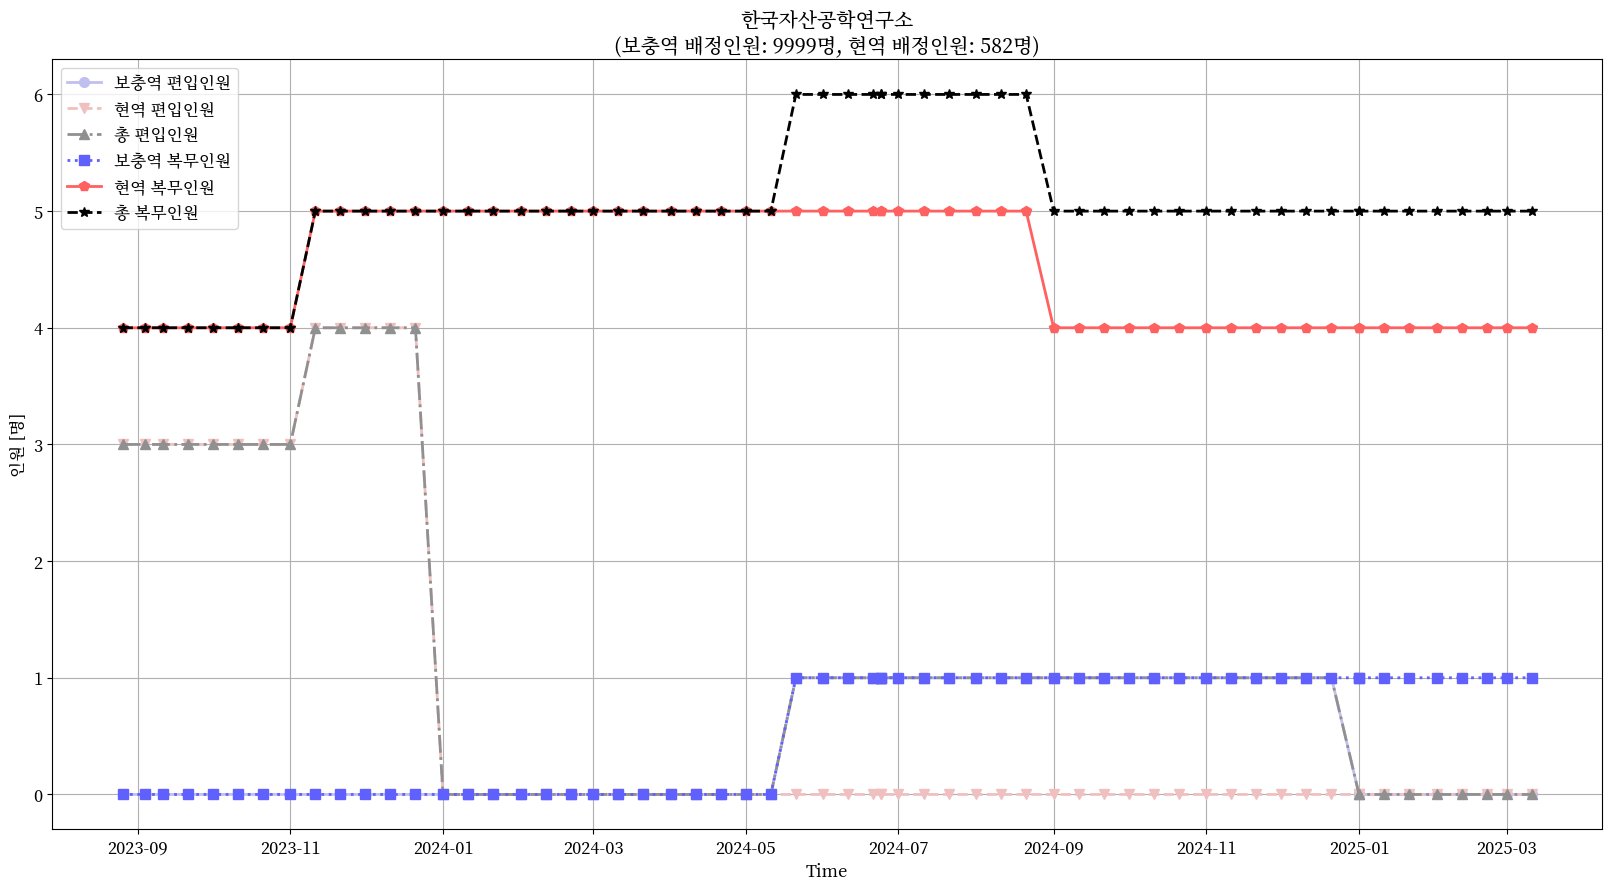 한국자산공학연구소
(보충역 배정인원: 9999명, 현역 배정인원: 582명)
보충역 편입인원
현역 편입인원
총 편입인원
보충역 복무인원
현역 복무인원
총 복무인원
인원 [명]
6
5
4
3
2
1
0
2023-09
2023-11
2024-01
2024-03
2024-05
2024-07
2024-09
2024-11
2025-01
2025-03
Time